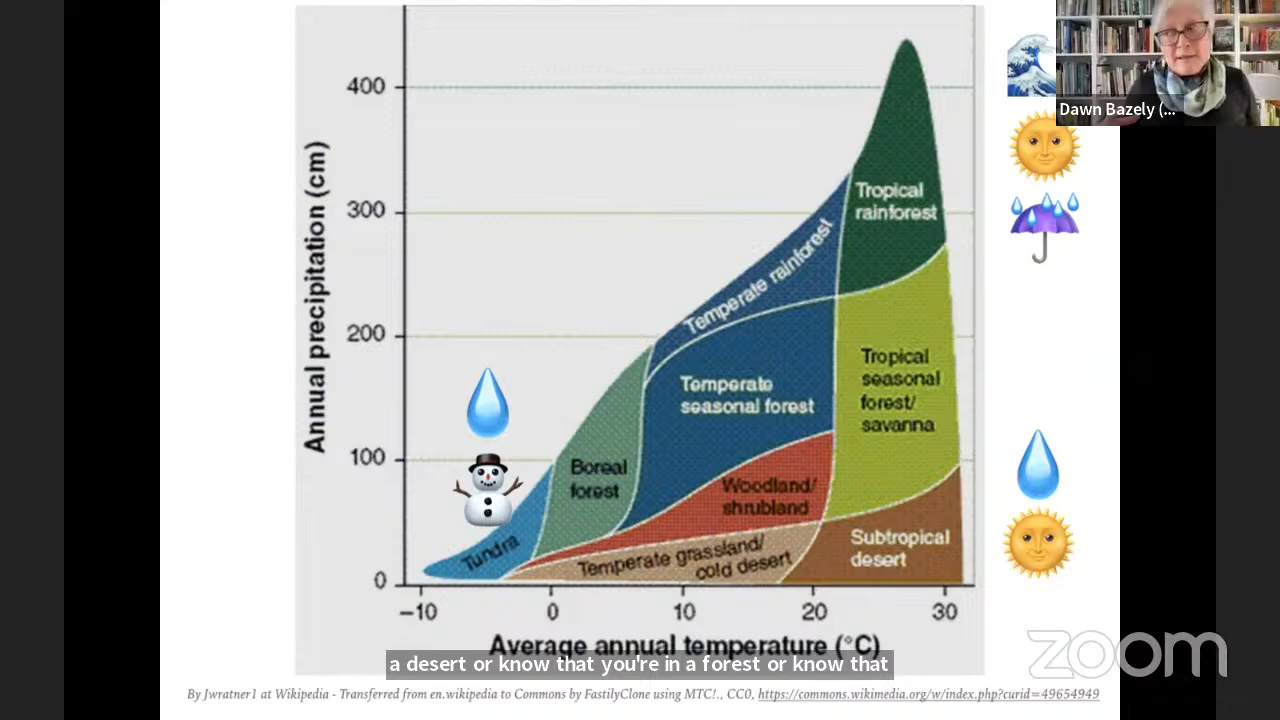 Dawn Bazely (...
Annual precipitation (cm)
400
300
200
100
0
Tropical
rainforest
Temperate rainforest
Temperate
seasonal forest
Tropical
seasonal
forest/
savanna
Boreal
forest
Woodland/
shrubland
Tundra
Temperate grassland/
cold desert
Subtropical
desert
−10 0 10 20 30
Average annual temperature (°C)
a desert or know that you're in a forest or know that
zoom
By Jwratner1 at Wikipedia - Transferred from en.wikipedia to Commons by FastilyClone using MTC!., CC0, https://commons.wikimedia.org/w/index.php?curid=49654949